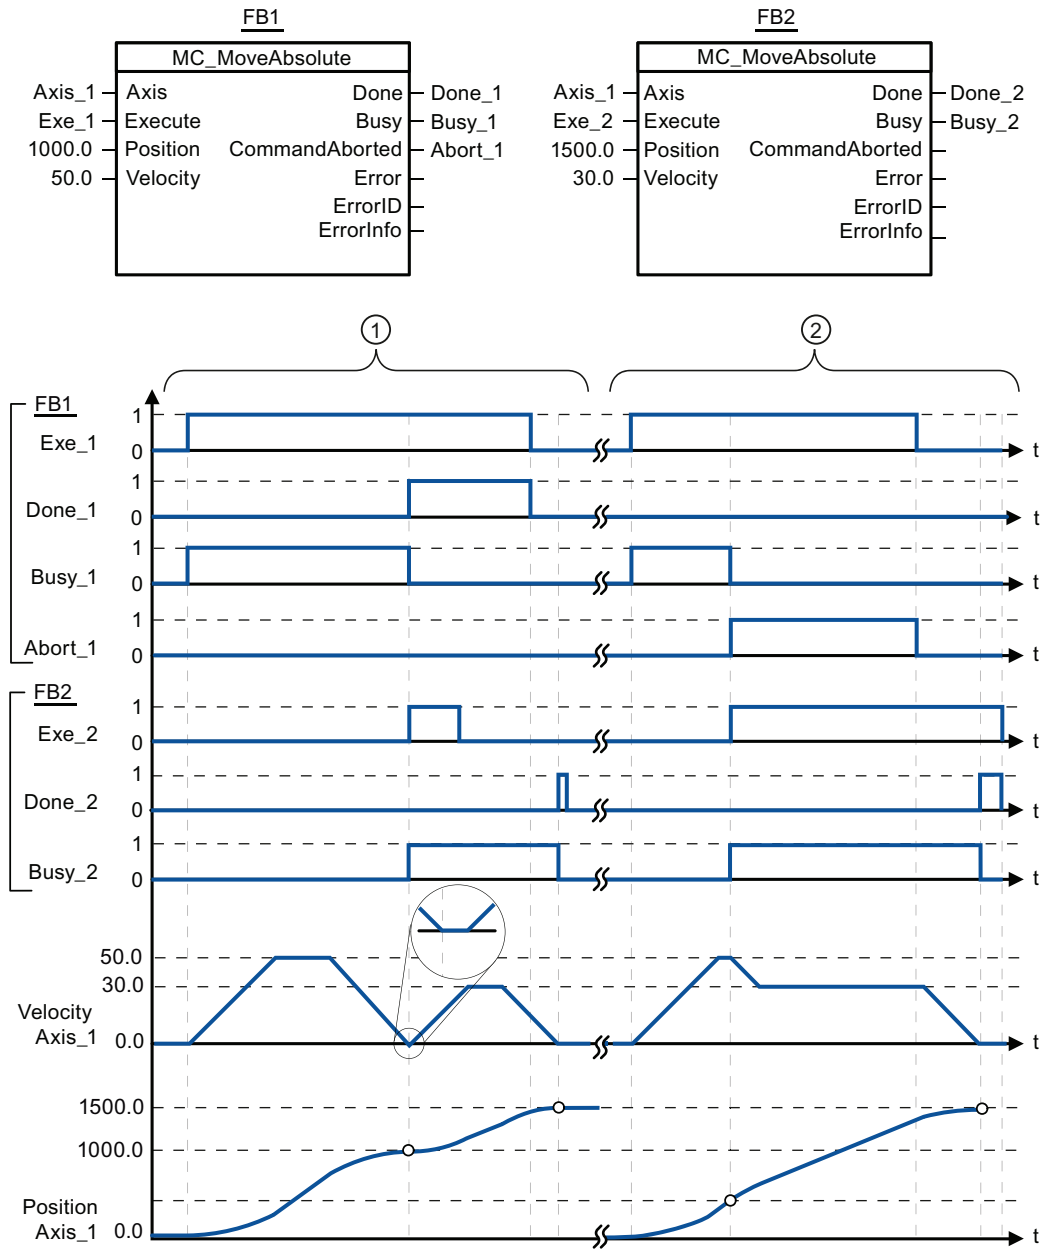 FB1
FB2
MC_MoveAbsolute
MC_MoveAbsolute
Axis_1 Axis Done Done_1
Axis_1 Axis Done Done_2
Exe_1 Execute Busy Busy_1
Exe_2 Execute Busy Busy_2
1000.0 Position CommandAborted Abort_1
1500.0 Position CommandAborted
50.0 Velocity Error
30.0 Velocity Error
ErrorID
ErrorID
ErrorInfo
ErrorInfo
1
2
FB1
1
Exe_1
0
t
1
Done_1
0
t
1
Busy_1
0
t
1
Abort_1
0
t
FB2
1
Exe_2
0
t
1
Done_2
0
t
1
Busy_2
0
t
50.0
30.0
Velocity
Axis_1
0.0
t
1500.0
1000.0
Position
Axis_1
0.0
t